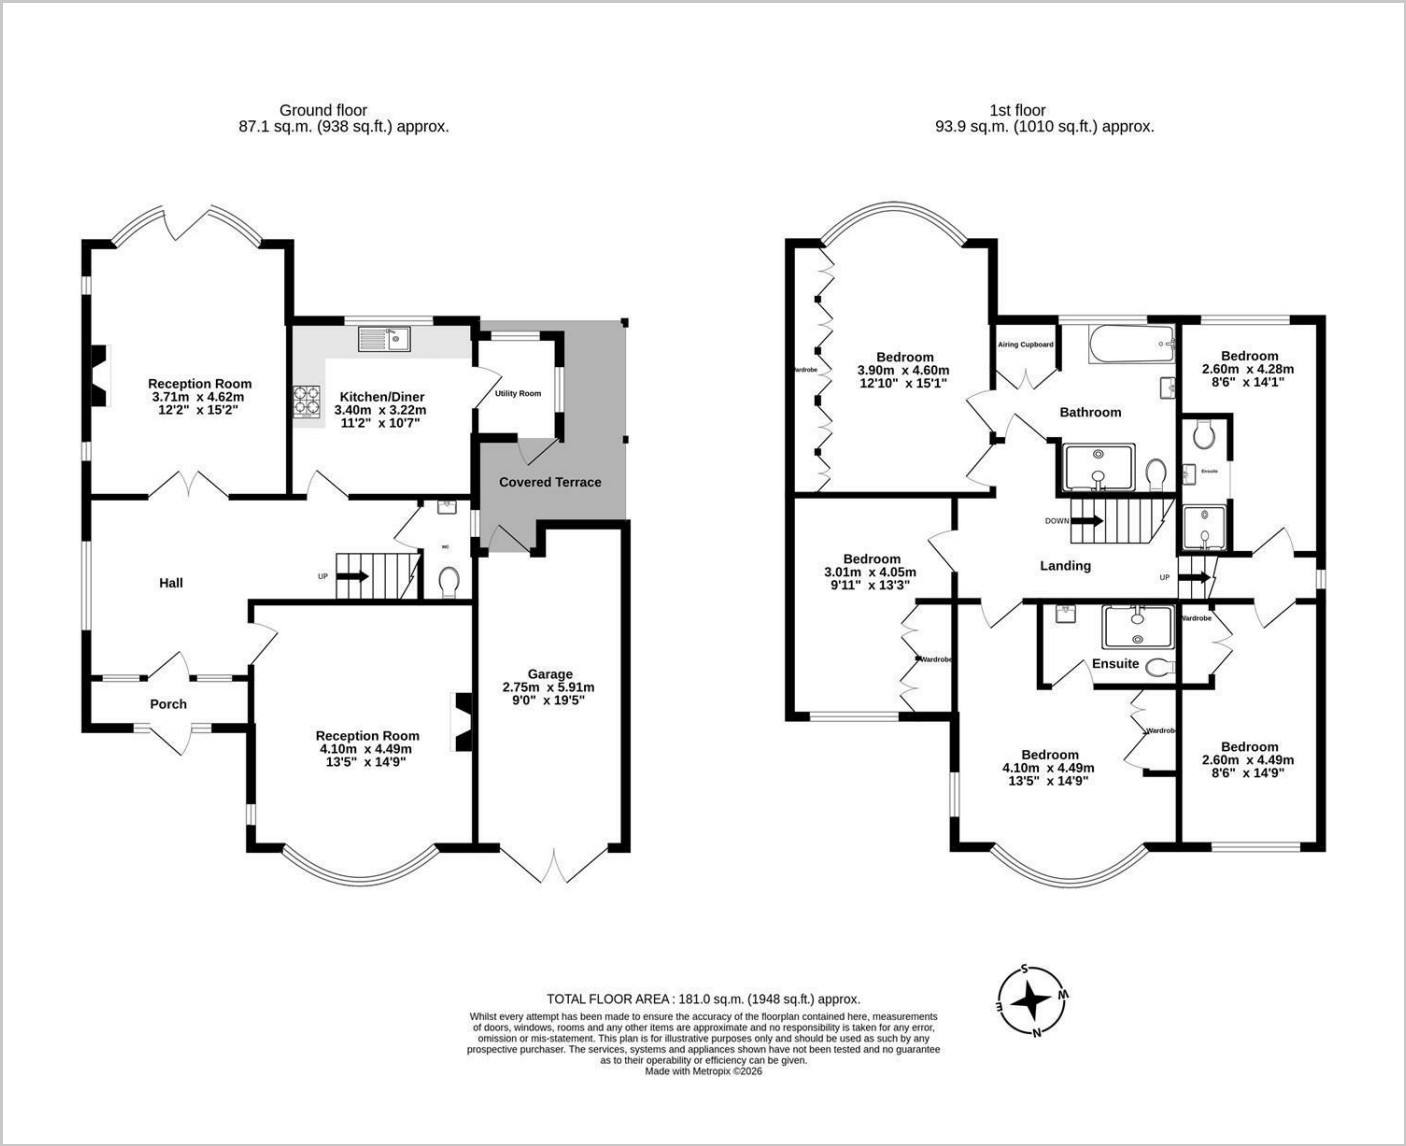 Ground floor
87.1 sq.m. (938 sq.ft.) approx.
Reception Room
3.71m x 4.62m
12'2" x 15'2"
Kitchen/Diner
3.40m x 3.22m
11'2" x 10'7"
Utility Room
Covered Terrace
WC
UP
Hall
Porch
Reception Room
4.10m x 4.49m
13'5" x 14'9"
Garage
2.75m x 5.91m
9'0" x 19'5"
1st floor
93.9 sq.m. (1010 sq.ft.) approx.
Bedroom
3.90m x 4.60m
12'10" x 15'1"
Wardrobe
Airing Cupboard
Bathroom
Bedroom
2.60m x 4.28m
8'6" x 14'1"
Ensuite
DOWN
Landing
UP
Bedroom
3.01m x 4.05m
9'11" x 13'3"
Wardrobe
Ensuite
Wardrobe
Wardrobe
Bedroom
4.10m x 4.49m
13'5" x 14'9"
Bedroom
2.60m x 4.49m
8'6" x 14'9"
S
W
E
N
TOTAL FLOOR AREA : 181.0 sq.m. (1948 sq.ft.) approx.
Whilst every attempt has been made to ensure the accuracy of the floorplan contained here, measurements
of doors, windows, rooms and any other items are approximate and no responsibility is taken for any error,
omission or mis-statement. This plan is for illustrative purposes only and should be used as such by any
prospective purchaser. The services, systems and appliances shown have not been tested and no guarantee
as to their operability or efficiency can be given.
Made with Metropix ©2026